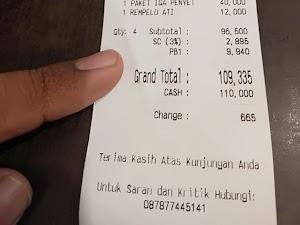 1 PAKET IGA PENYET 40,000
1 REMPELO ATI 12,000
Qty: 4 Subtotal : 96,500
SC (3%) : 2,895
PB1 : 9,940
Grand Total : 109,335
CASH : 110,000
Change : 665
Terima Kasih Atas Kunjungan Anda
Untuk Saran dan Kritik Hubungi:
087877445141